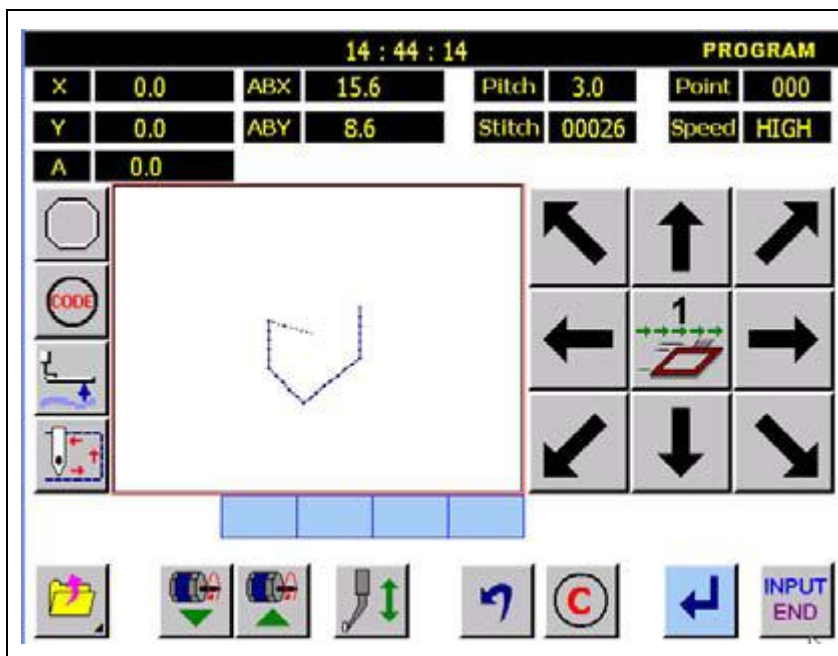 14 : 44 : 14 PROGRAM
X 0.0 ABX 15.6 Pitch 3.0 Point 000
Y 0.0 ABY 8.6 Stitch 00026 Speed HIGH
A 0.0
CODE
1
C
INPUT
END